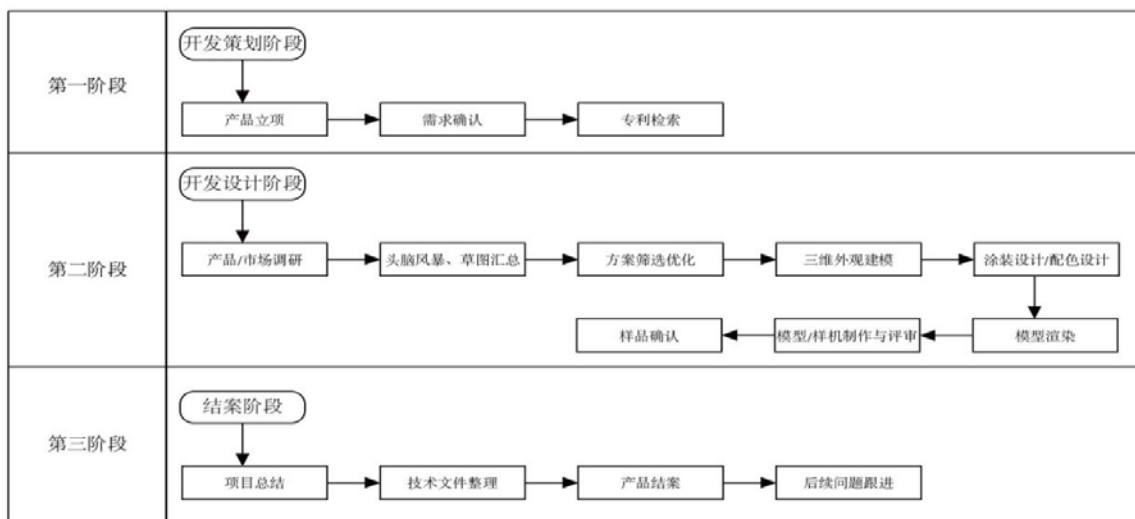 第一阶段
开发策划阶段
产品立项
需求确认
专利检索
第二阶段
开发设计阶段
产品/市场调研
头脑风暴、草图汇总
方案筛选优化
三维外观建模
涂装设计/配色设计
模型渲染
模型/样机制作与评审
样品确认
第三阶段
结案阶段
项目总结
技术文件整理
产品结案
后续问题跟进